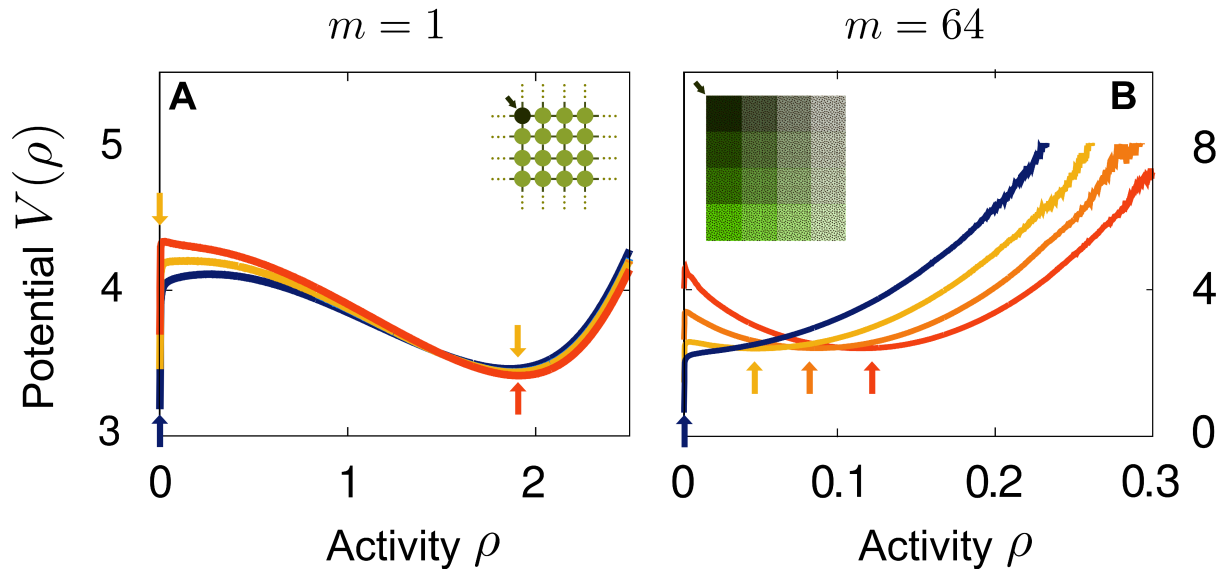 m = 1
m = 64
A
B
Potential V(ρ)
5
4
3
8
4
0
0
1
2
0
0.1
0.2
0.3
Activity ρ
Activity ρ